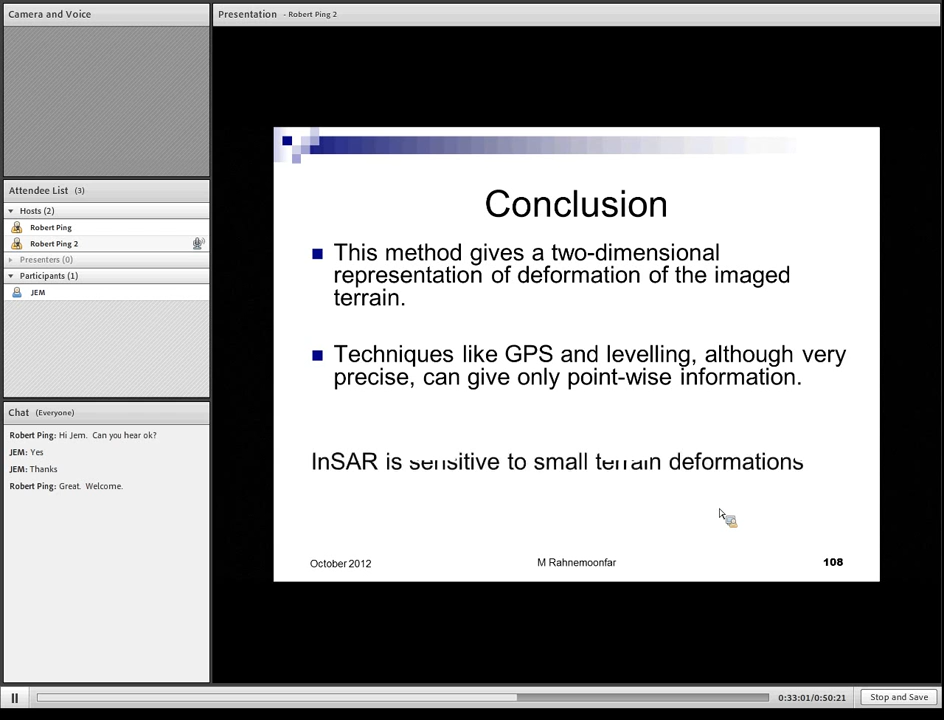 Camera and Voice
Presentation - Robert Ping 2
Attendee List (3)
Hosts (2)
Robert Ping
Robert Ping 2
Presenters (0)
Participants (1)
JEM
Chat (Everyone)
Robert Ping: Hi Jem. Can you hear ok?
JEM: Yes
JEM: Thanks
Robert Ping: Great. Welcome.
Conclusion
This method gives a two-dimensional
representation of deformation of the imaged
terrain.
Techniques like GPS and levelling, although very
precise, can give only point-wise information.
InSAR is sensitive to small terrain deformations
October 2012
M Rahnemoonfar
108
0:33:01/0:50:21
Stop and Save